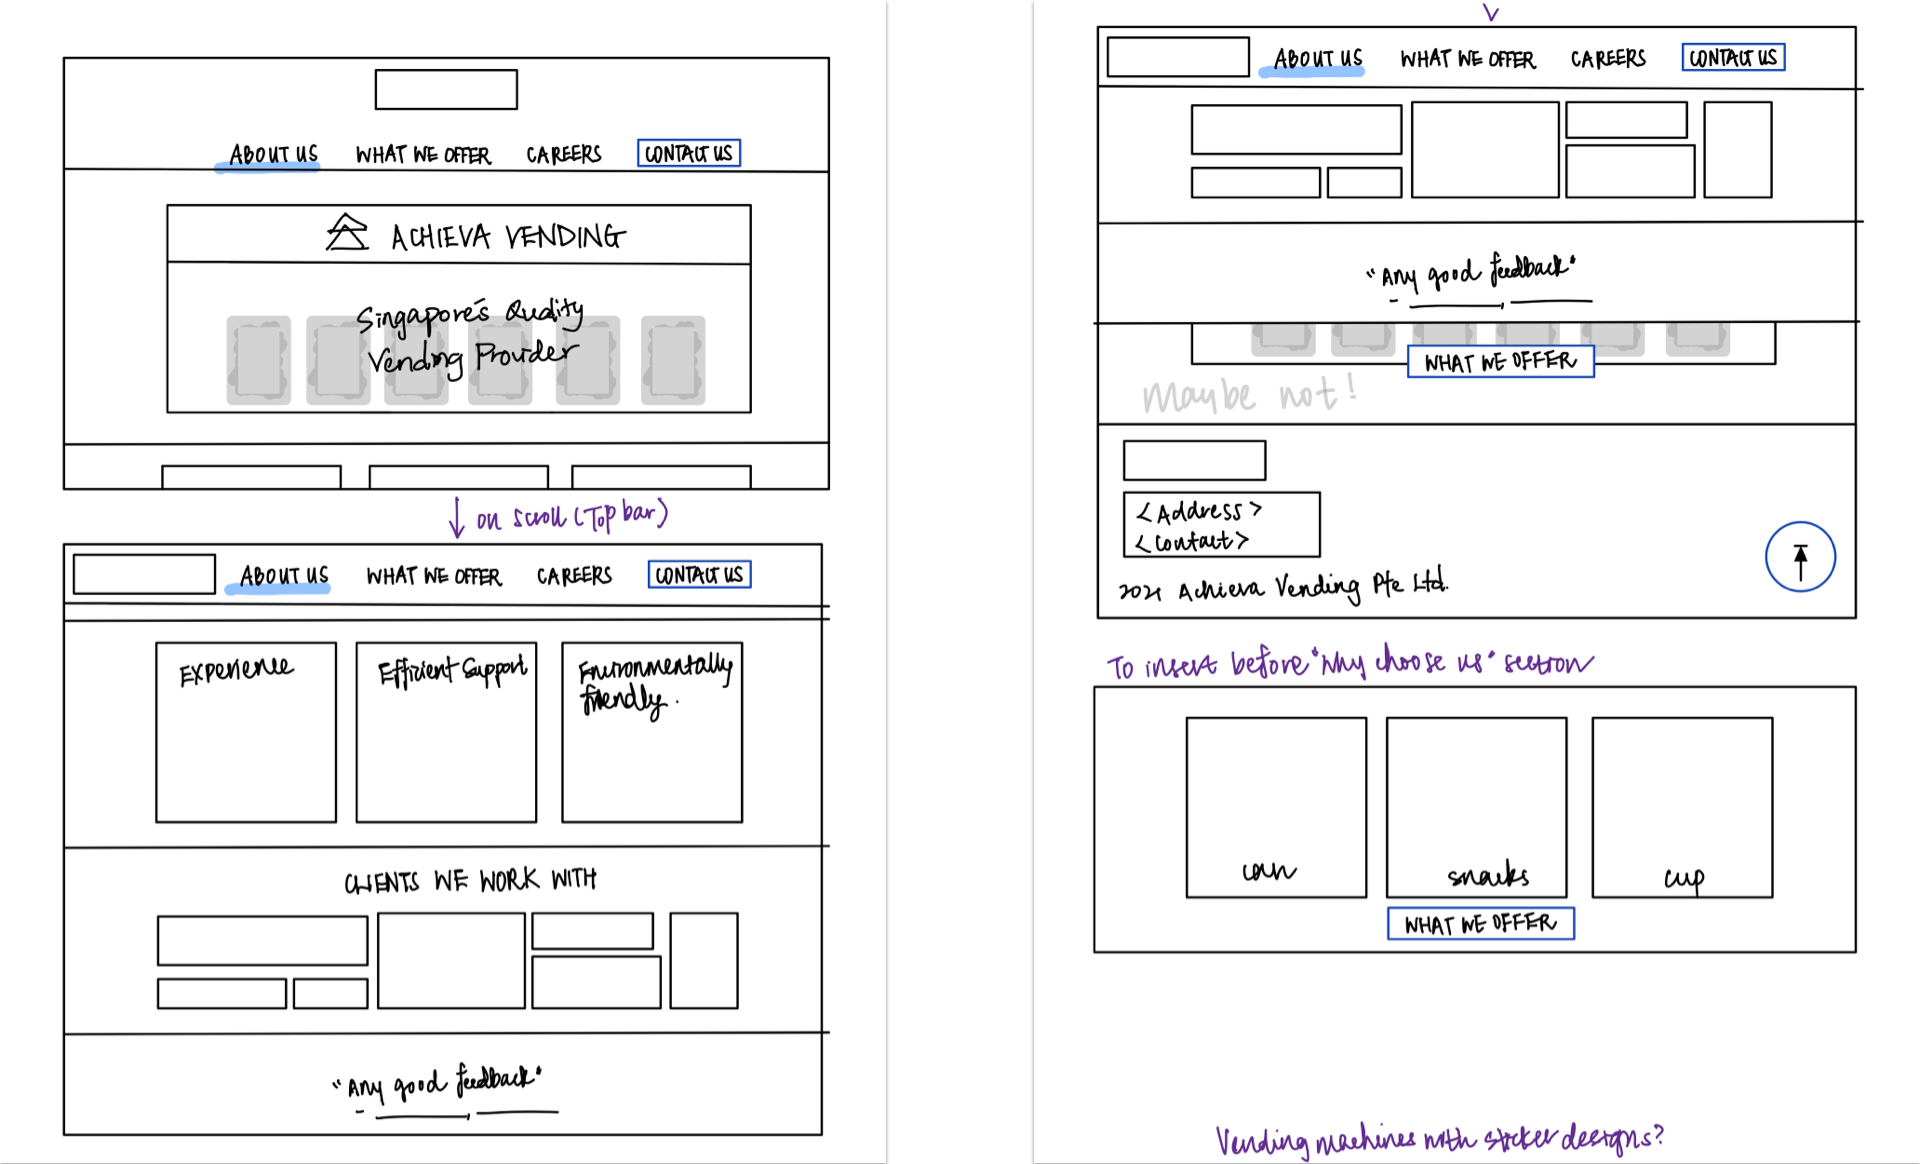 ABOUT US WHAT WE OFFER CAREERS CONTACT US
ACHIEVA VENDING
Singapore's Quality
Vending Provider
on scroll (Top bar)
ABOUT US WHAT WE OFFER CAREERS CONTACT US
Experience
Efficient Support
Environmentally
friendly.
CLIENTS WE WORK WITH
"Any good feedback"
ABOUT US WHAT WE OFFER CAREERS CONTACT US
"Any good feedback"
WHAT WE OFFER
Maybe not!
<Address>
<Contact>
2021 Achieva Vending Pte Ltd.
To insert before "Why choose us" section
can
snacks
cup
WHAT WE OFFER
Vending machines with sticker designs?